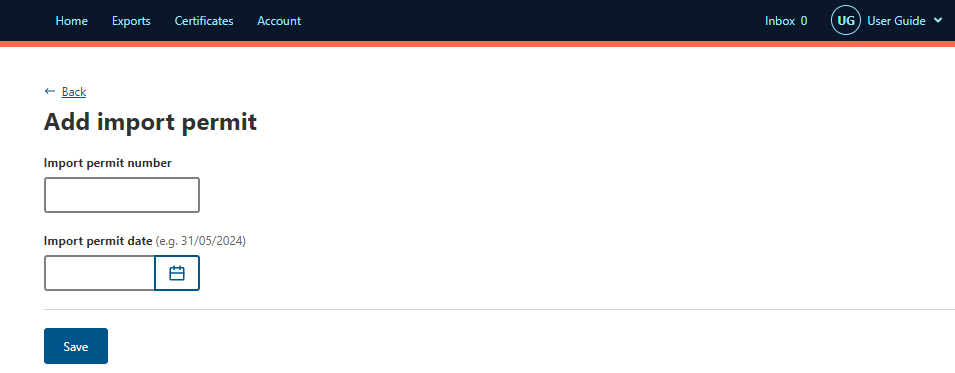 Home Exports Certificates Account Inbox 0 UG User Guide
Back
Add import permit
Import permit number
Import permit date (e.g. 31/05/2024)
Save